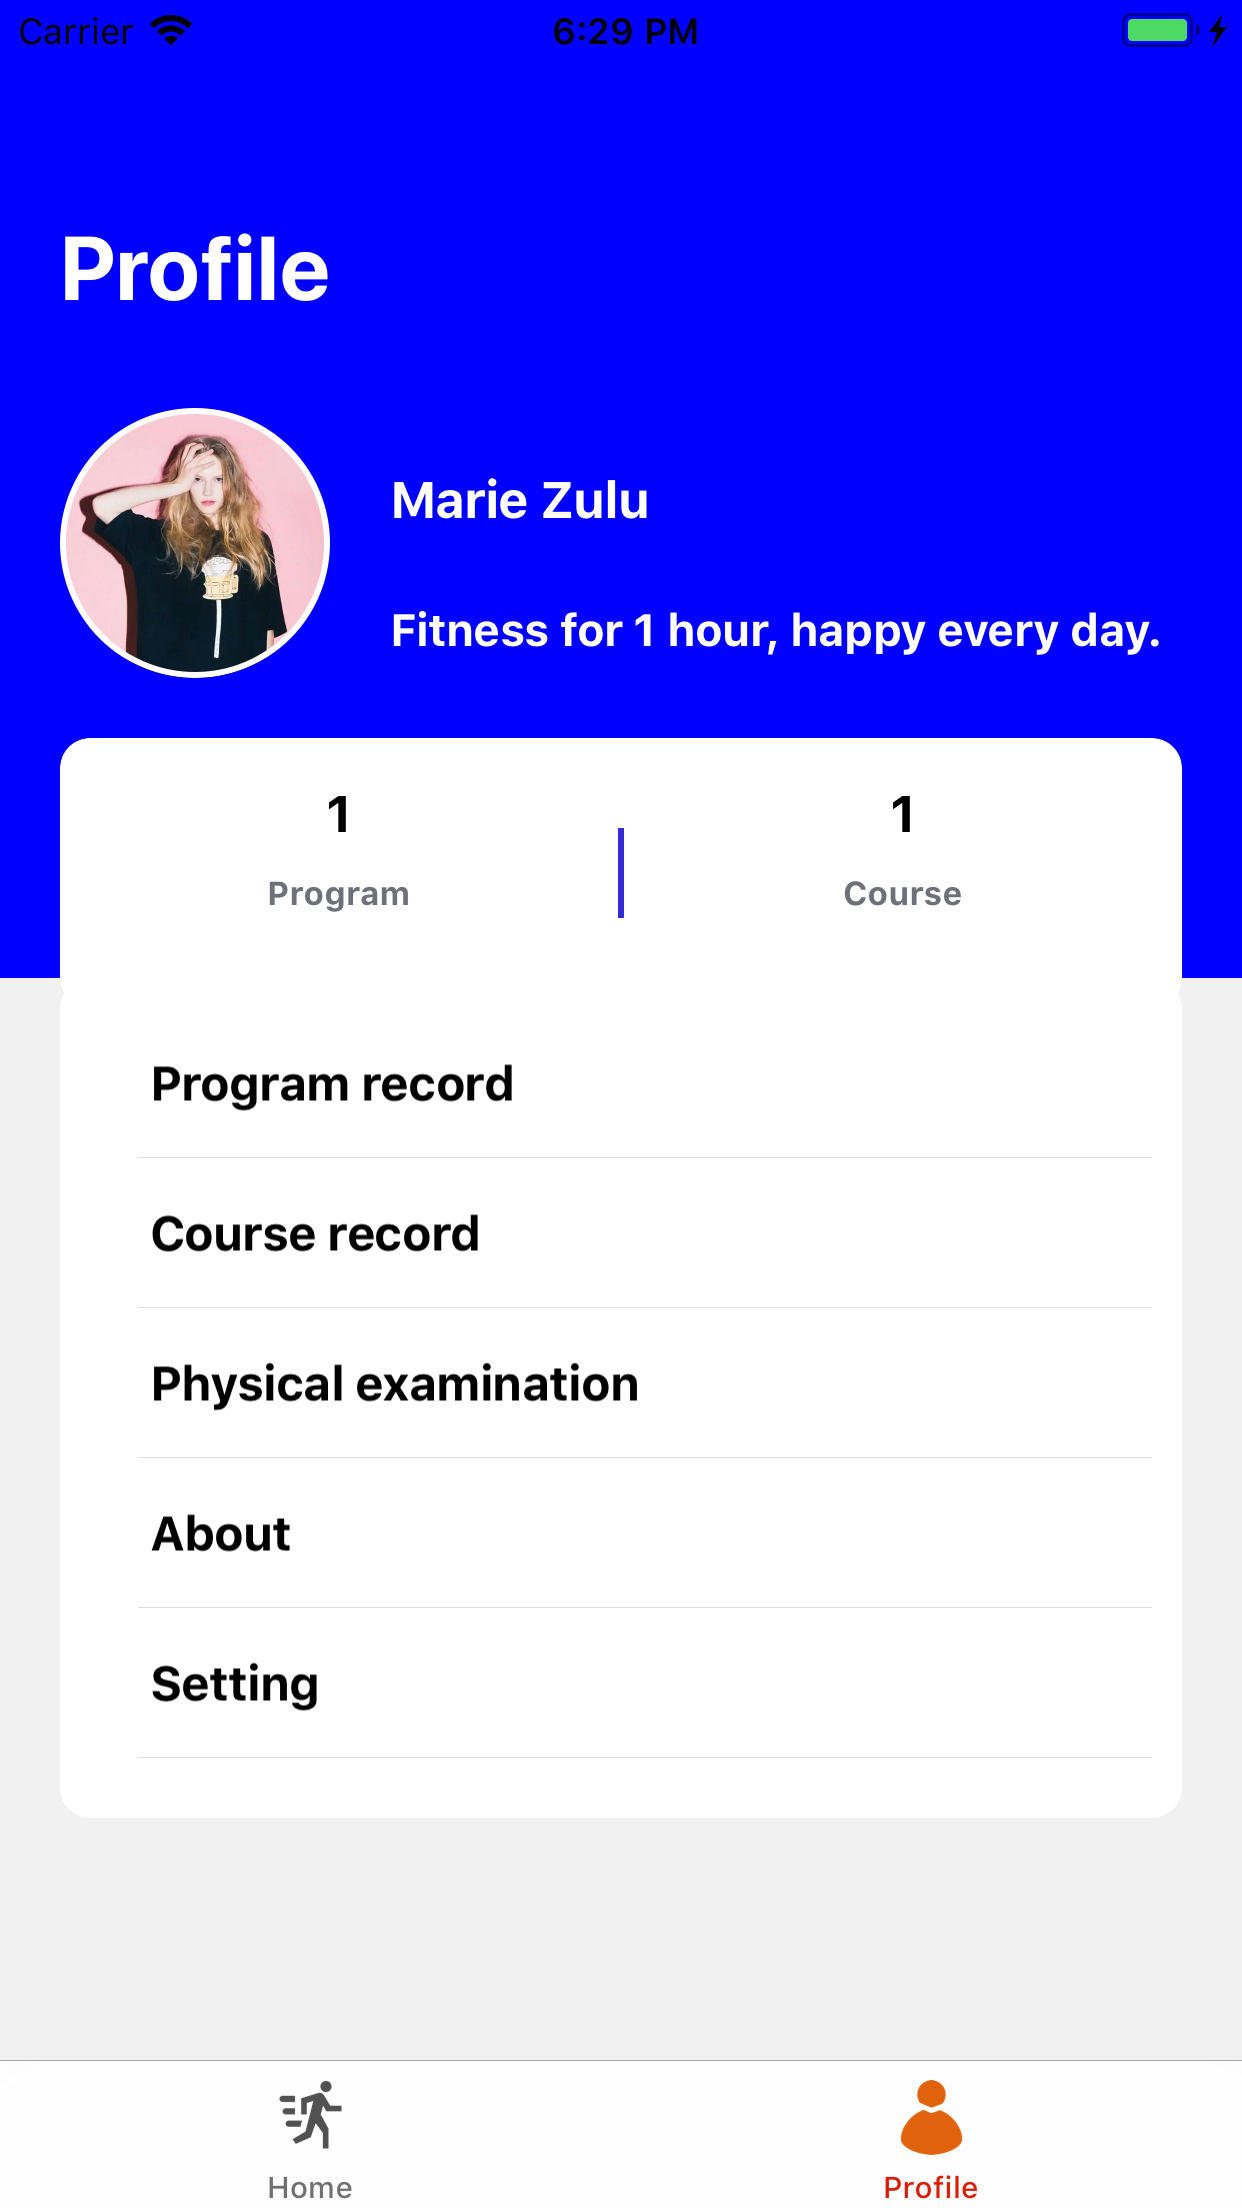 Carrier 6:29 PM
Profile
Marie Zulu
Fitness for 1 hour, happy every day.
1 1
Program Course
Program record
Course record
Physical examination
About
Setting
Home Profile